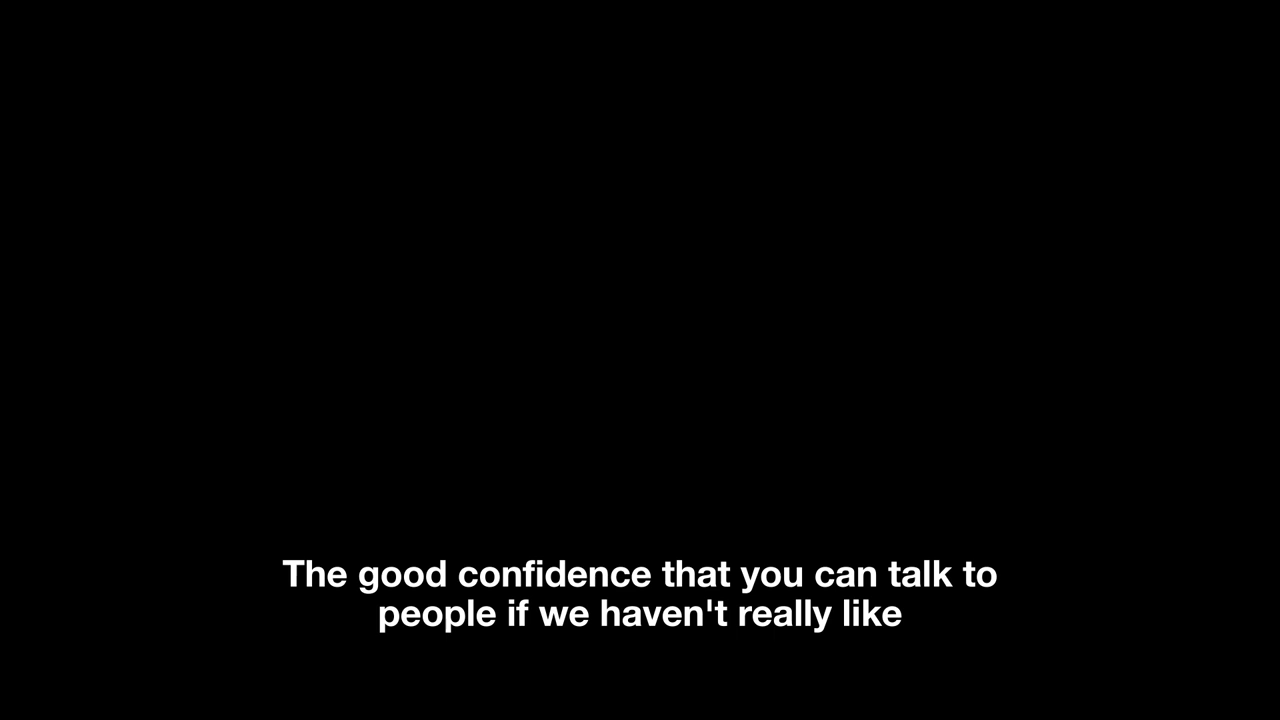 The good confidence that you can talk to
people if we haven't really like